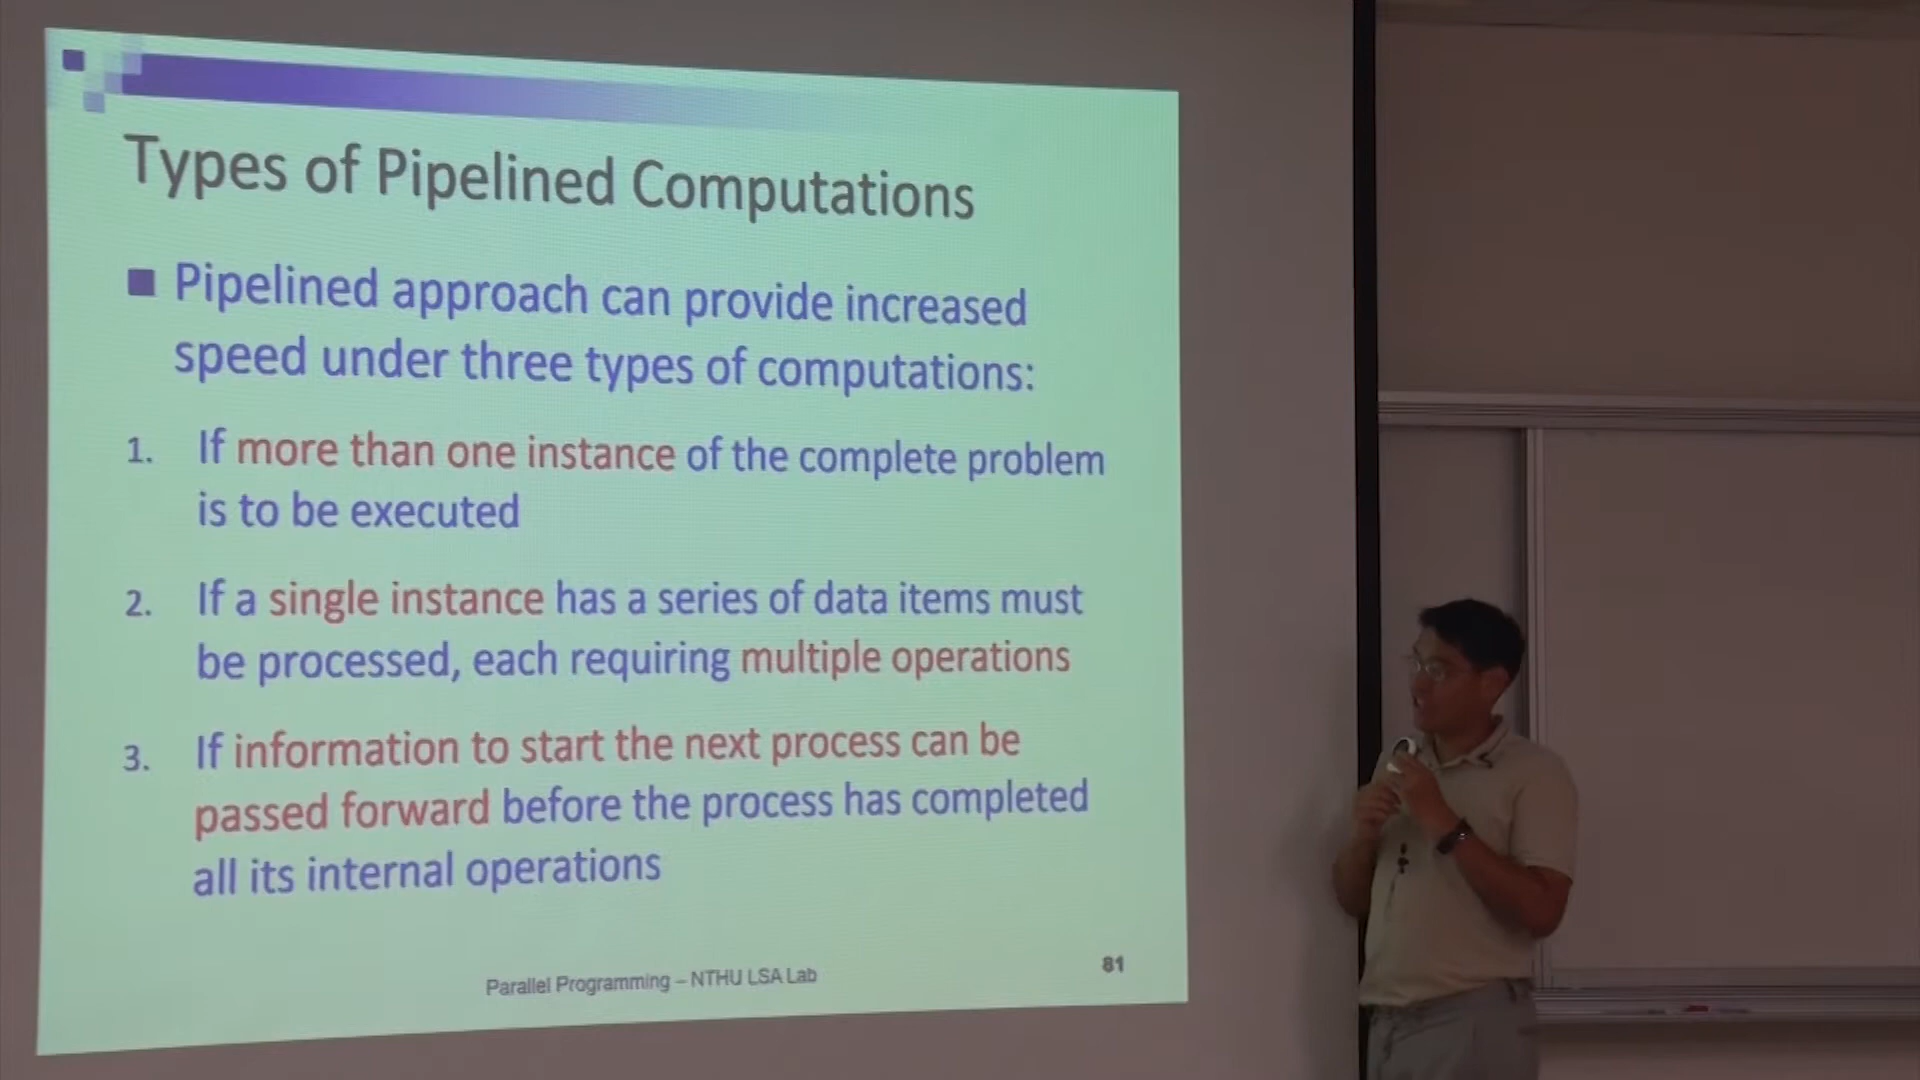 Types of Pipelined Computations
Pipelined approach can provide increased
speed under three types of computations:
1. If more than one instance of the complete problem
is to be executed
2. If a single instance has a series of data items must
be processed, each requiring multiple operations
3. If information to start the next process can be
passed forward before the process has completed
all its internal operations
Parallel Programming – NTHU LSA Lab
81